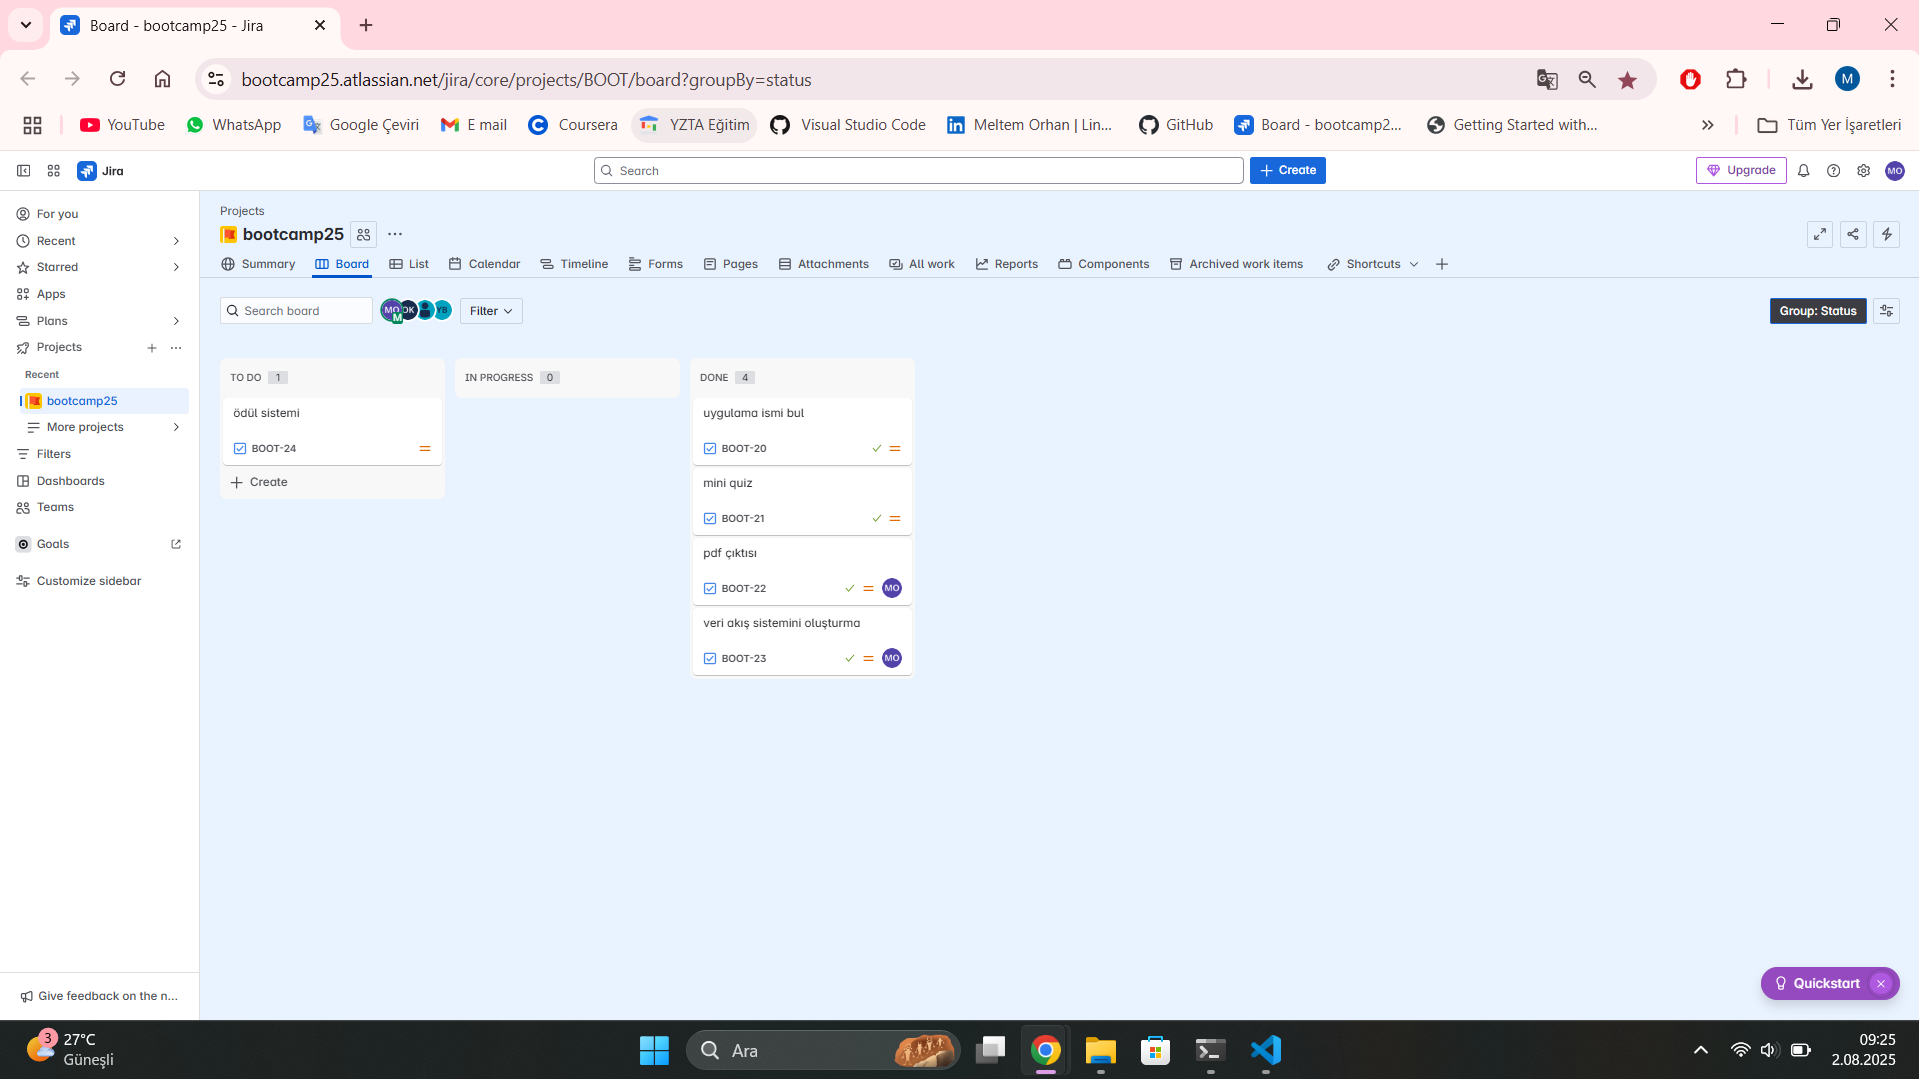 Board - bootcamp25 - Jira
bootcamp25.atlassian.net/jira/core/projects/BOOT/board?groupBy=status
M
YouTube
WhatsApp
Google Çeviri
E mail
Coursera
YZTA Eğitim
Visual Studio Code
Meltem Orhan | Lin...
GitHub
Board - bootcamp2...
Getting Started with...
Tüm Yer İşaretleri
Jira
Search
Create
Upgrade
MO
For you
Recent
Starred
Apps
Plans
Projects
Recent
bootcamp25
More projects
Filters
Dashboards
Teams
Goals
Customize sidebar
Give feedback on the n...
Projects
bootcamp25
Summary
Board
List
Calendar
Timeline
Forms
Pages
Attachments
All work
Reports
Components
Archived work items
Shortcuts
Search board
MO
M
DK
YB
Filter
Group: Status
TO DO 1
ödül sistemi
BOOT-24
Create
IN PROGRESS 0
DONE 4
uygulama ismi bul
BOOT-20
mini quiz
BOOT-21
pdf çıktısı
BOOT-22 MO
veri akış sistemini oluşturma
BOOT-23 MO
Quickstart
3
27°C
Güneşli
Ara
09:25
2.08.2025